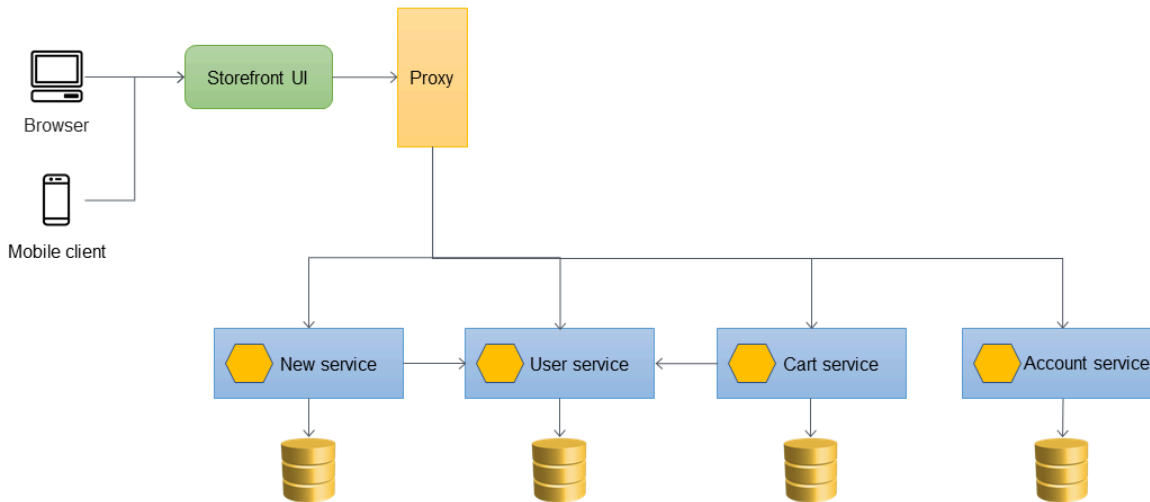 Storefront UI
Proxy
Browser
Mobile client
New service
User service
Cart service
Account service